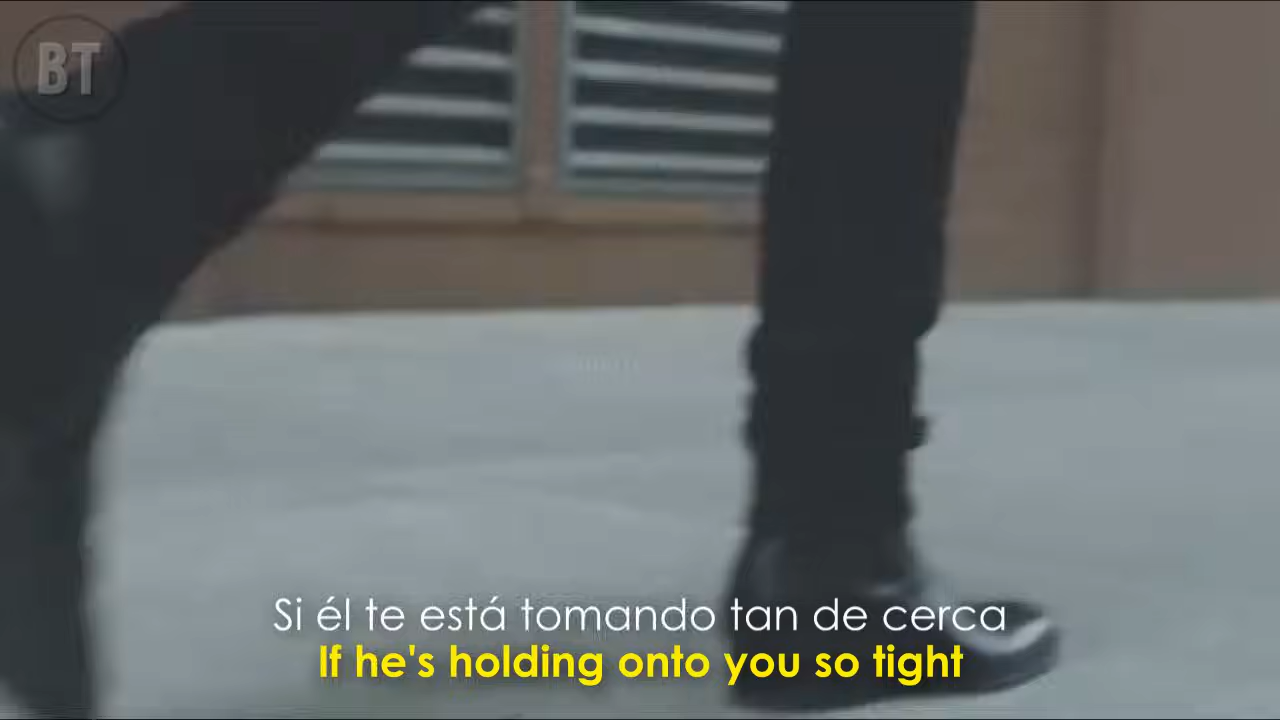 BT
Si él te está tomando tan de cerca
If he's holding onto you so tight